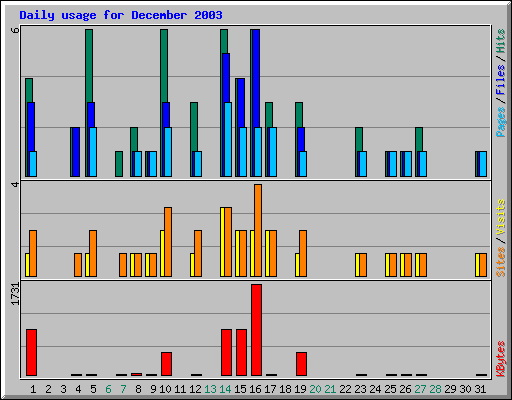 Daily usage for December 2003
6
Pages / Files / Hits
4
Sites / Visits
1731
KBytes
1 2 3 4 5 6 7 8 9 10 11 12 13 14 15 16 17 18 19 20 21 22 23 24 25 26 27 28 29 30 31